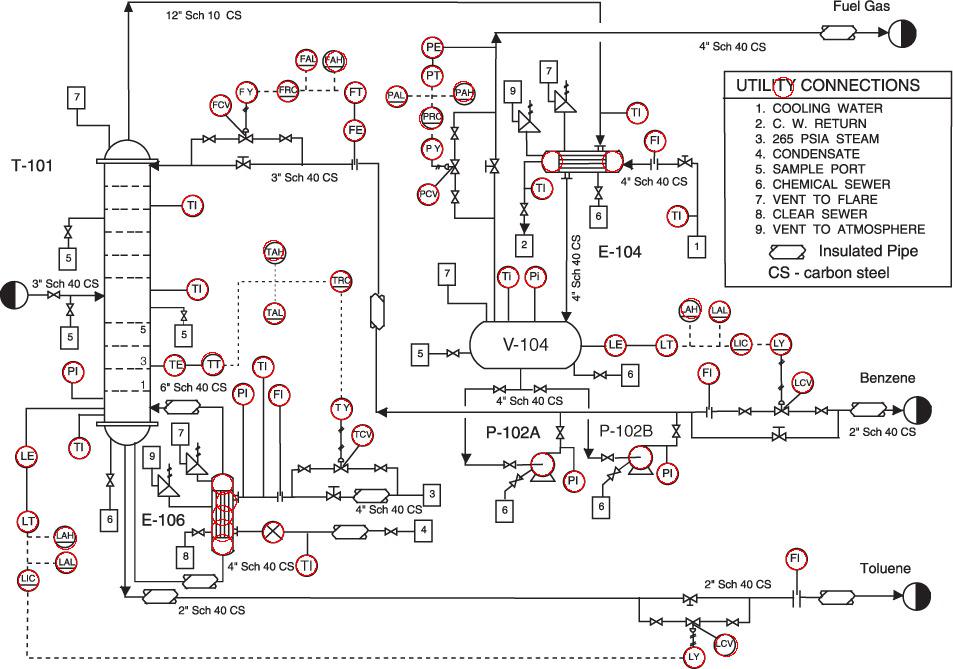 12" Sch 10 CS
Fuel Gas
4" Sch 40 CS
PE
FAL
FAH
PT
7
9
UTILITY CONNECTIONS
7
FY
FRC
FT
PAL
PAH
FCV
PRC
TI
1. COOLING WATER
2. C. W. RETURN
3. 265 PSIA STEAM
4. CONDENSATE
5. SAMPLE PORT
6. CHEMICAL SEWER
7. VENT TO FLARE
8. CLEAR SEWER
9. VENT TO ATMOSPHERE
Insulated Pipe
CS - carbon steel
FE
PY
FI
T-101
3" Sch 40 CS
4" Sch 40 CS
PCV
TI
TI
6
TI
2
E-104
1
5
TAH
4" Sch 40 CS
3" Sch 40 CS
TI
TRC
7
Ti
Pi
TAL
LAH
LAL
5
5
5
V-104
LE
LT
LIC
LY
3
TE
TT
5
6
PI
6" Sch 40 CS
TI
FI
LCV
Benzene
1
PI
FI
4" Sch 40 CS
TY
2" Sch 40 CS
7
TCV
P-102A
P-102B
TI
LE
9
PI
PI
3
4" Sch 40 CS
6
6
6
E-106
LT
4
LAH
8
TI
LAL
4" Sch 40 CS
FI
LIC
Toluene
2" Sch 40 CS
2" Sch 40 CS
LCV
LY